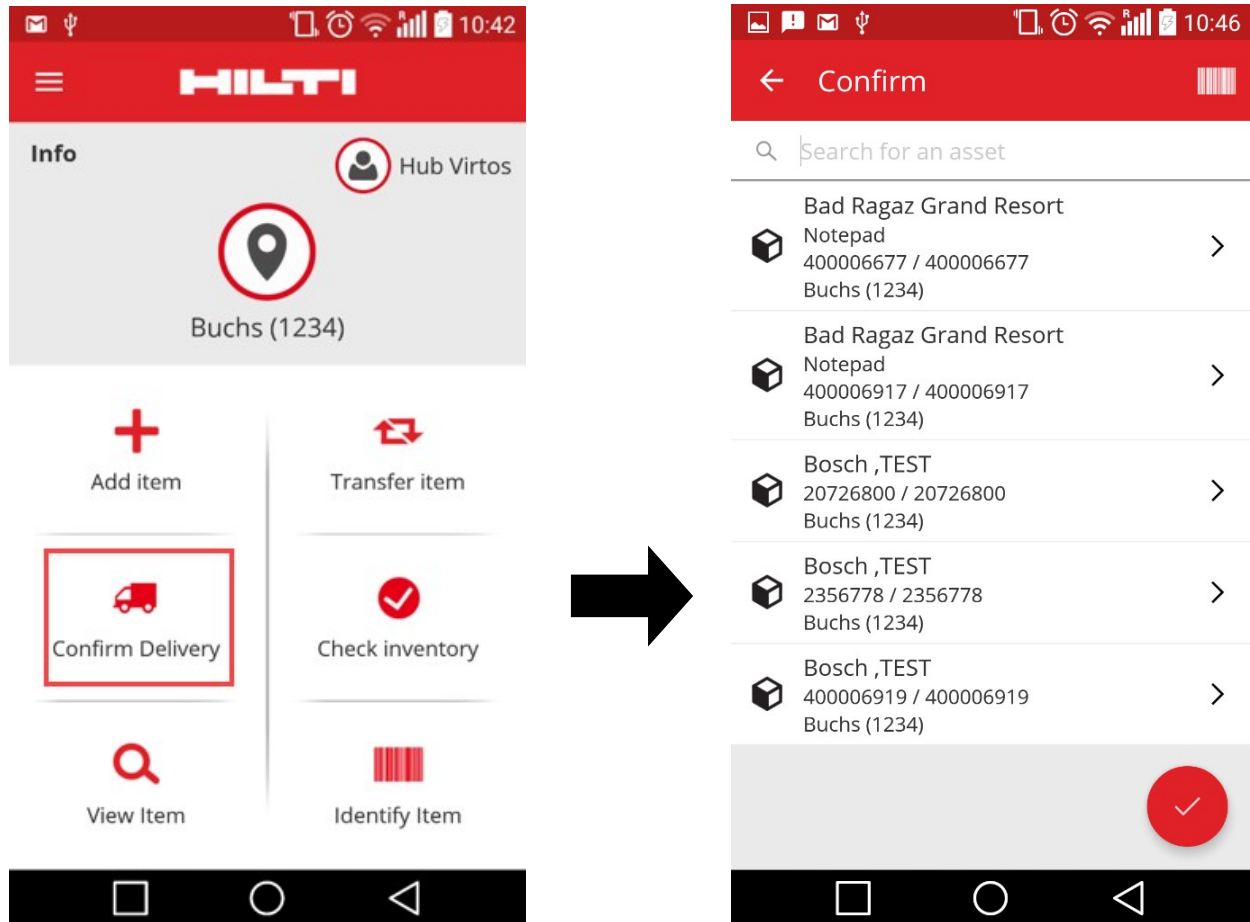 10:42
HILTI
Info
Hub Virtos
Buchs (1234)
Add item
Transfer item
Confirm Delivery
Check inventory
View Item
Identify Item
R
10:46
Confirm
Search for an asset
Bad Ragaz Grand Resort
Notepad
400006677 / 400006677
Buchs (1234)
Bad Ragaz Grand Resort
Notepad
400006917 / 400006917
Buchs (1234)
Bosch ,TEST
20726800 / 20726800
Buchs (1234)
Bosch ,TEST
2356778 / 2356778
Buchs (1234)
Bosch ,TEST
400006919 / 400006919
Buchs (1234)